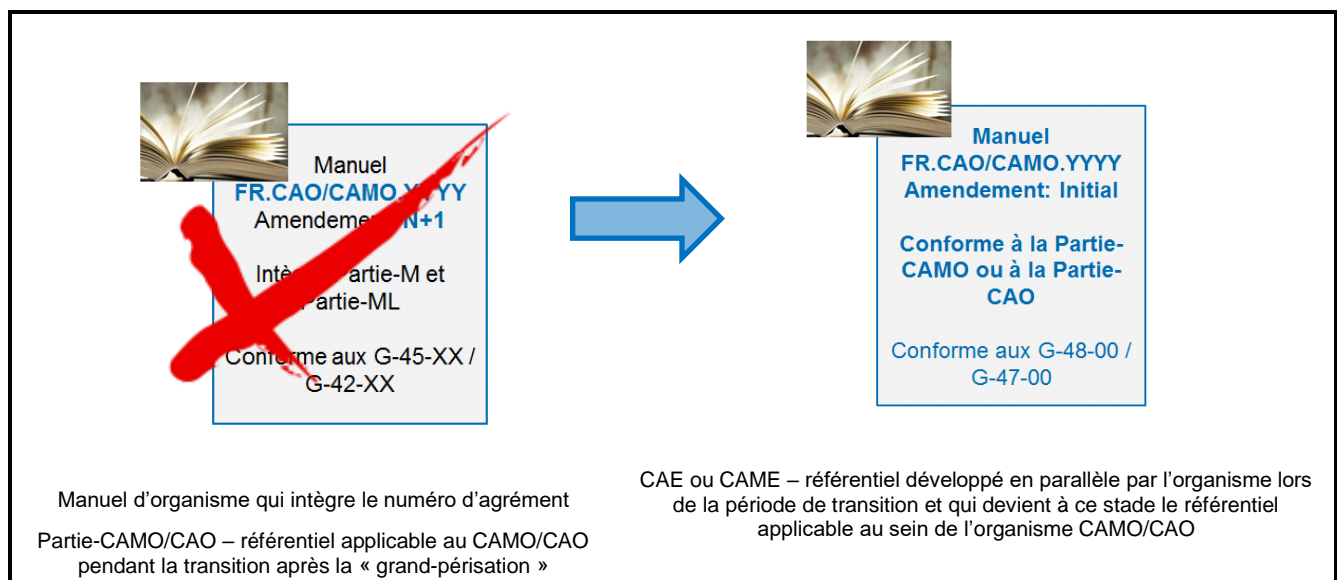 Manuel
FR.CAO/CAMO.YYYY
Amendement N+1
Partie-M et
Partie-ML
Conforme aux G-45-XX /
G-42-XX
Manuel d'organisme qui intègre le numéro d'agrément
Partie-CAMO/CAO – référentiel applicable au CAMO/CAO
pendant la transition après la « grand-périsation »
Manuel
FR.CAO/CAMO.YYYY
Amendement: Initial
Conforme à la Partie-
CAMO ou à la Partie-
CAO
Conforme aux G-48-00 /
G-47-00
CAE ou CAME – référentiel développé en parallèle par l'organisme lors
de la période de transition et qui devient à ce stade le référentiel
applicable au sein de l'organisme CAMO/CAO